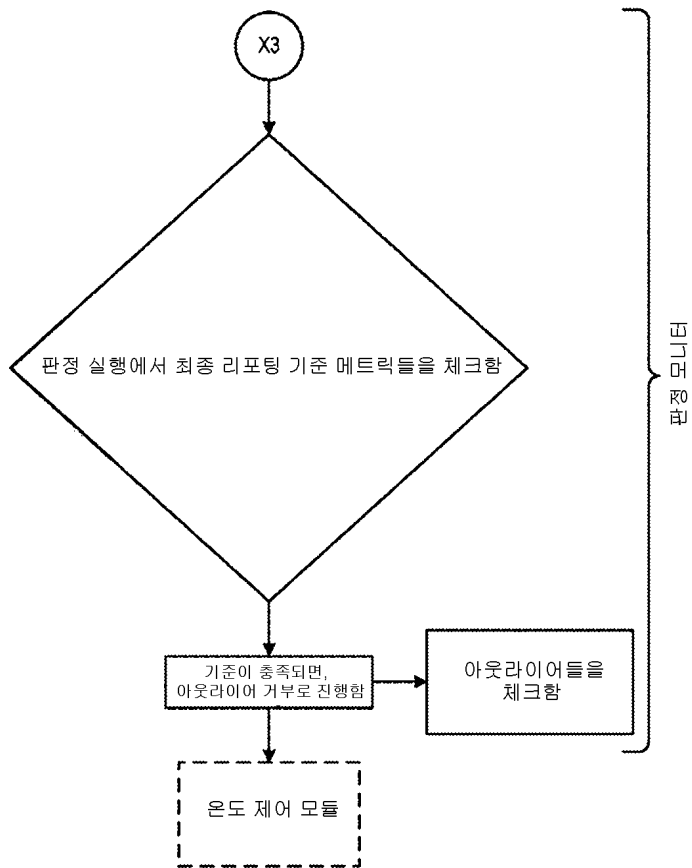 X3
판정 실행에서 최종 리포팅 기준 메트릭들을 체크함
기준이 충족되면,
아웃라이어 거부로 진행함
아웃라이어들을
체크함
온도 제어 모듈
판정 모니터